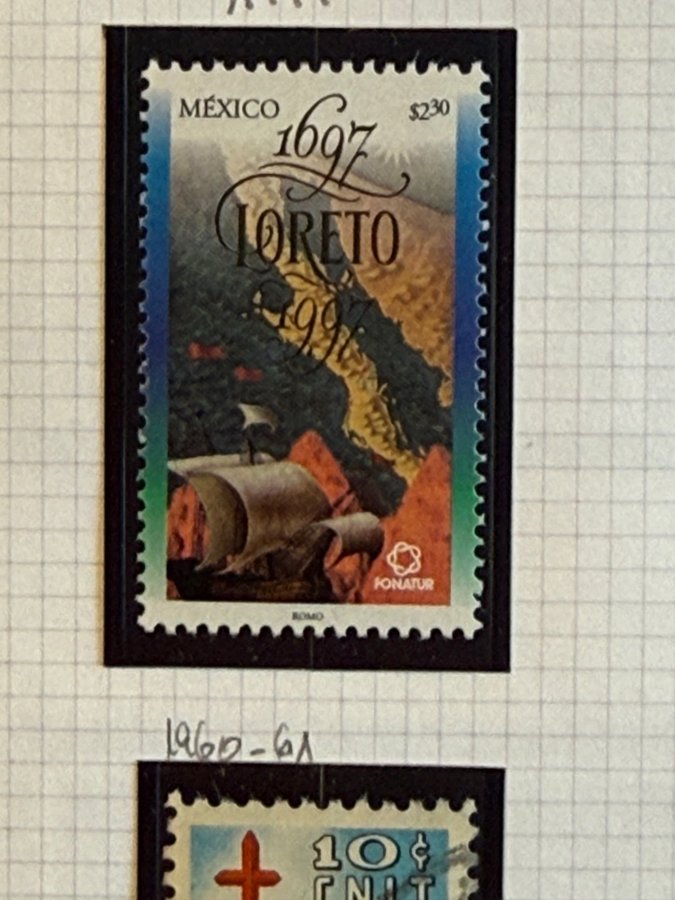 MÉXICO $2.30
1697
LORETO
1997
FONATUR
ROMO
1960-61
10¢